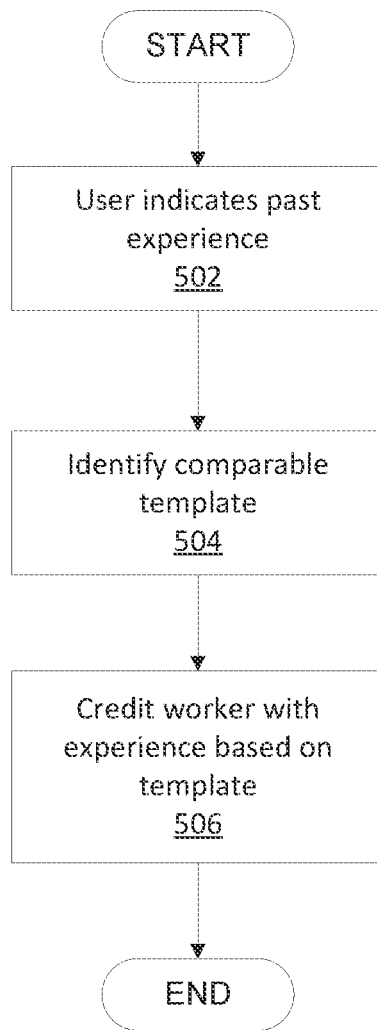 START
User indicates past
experience
502
Identify comparable
template
504
Credit worker with
experience based on
template
506
END